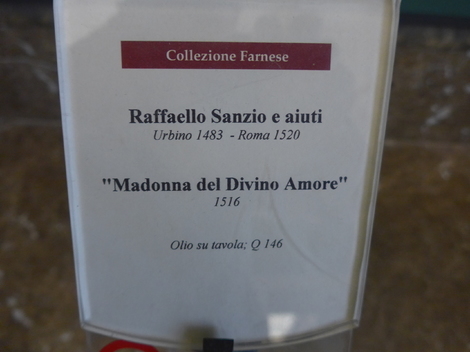 Collezione Farnese
Raffaello Sanzio e aiuti
Urbino 1483 - Roma 1520
"Madonna del Divino Amore"
1516
Olio su tavola; Q 146